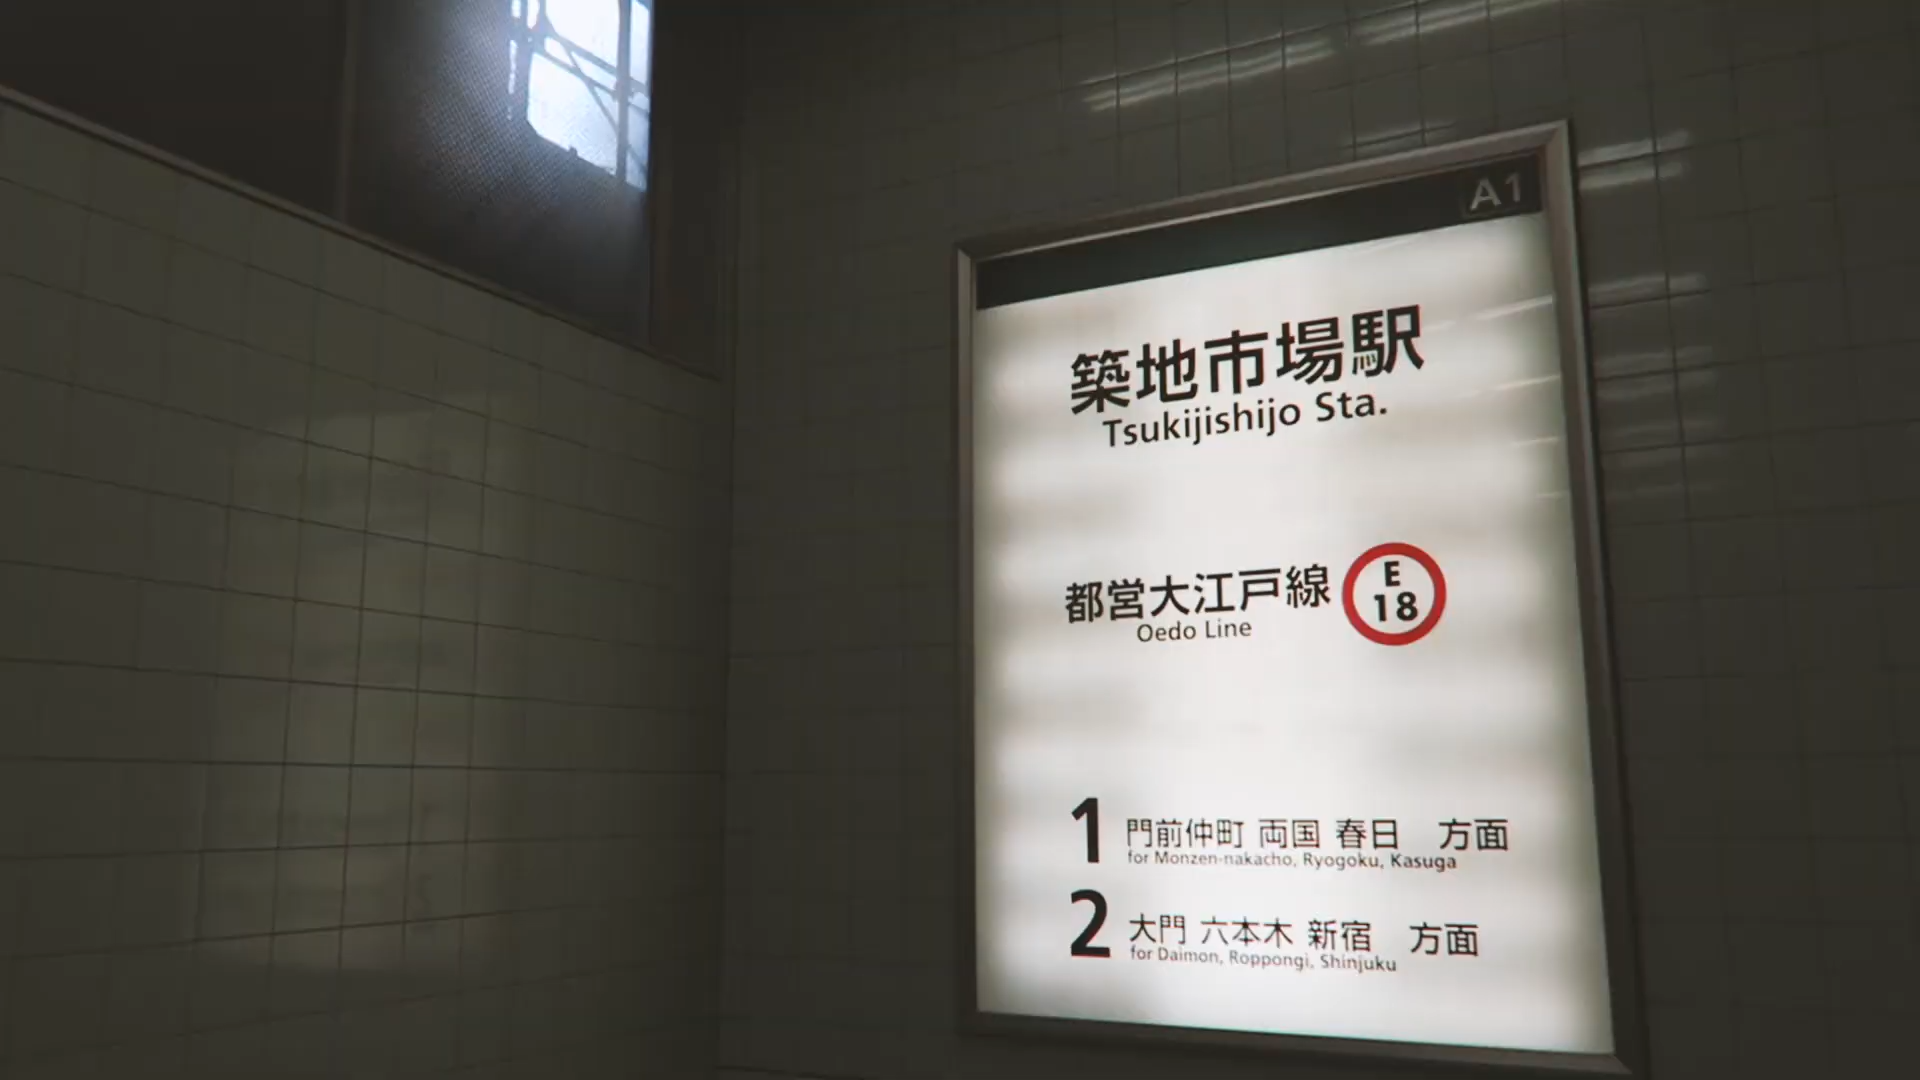 A1
築地市場駅
Tsukijishijo Sta.
都営大江戸線
Oedo Line
E
18
1 門前仲町 両国 春日 方面
for Monzen-nakacho, Ryogoku, Kasuga
2 大門 六本木 新宿 方面
for Daimon, Roppongi, Shinjuku